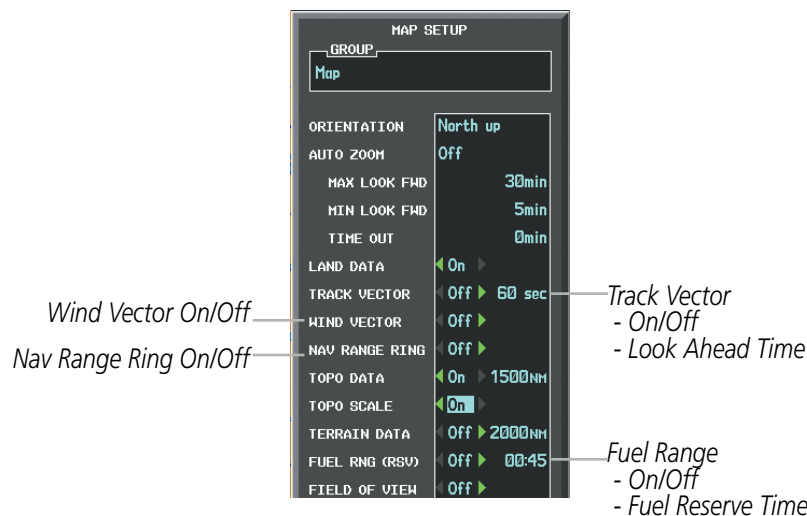 MAP SETUP
GROUP
Map
ORIENTATION North up
AUTO ZOOM Off
MAX LOOK FWD 30min
MIN LOOK FWD 5min
TIME OUT 0min
LAND DATA On
TRACK VECTOR Off 60 sec
WIND VECTOR Off
NAV RANGE RING Off
TOPO DATA On 1500NM
TOPO SCALE On
TERRAIN DATA Off 2000NM
FUEL RNG (RSV) Off 00:45
FIELD OF VIEW Off
Wind Vector On/Off
Nav Range Ring On/Off
Track Vector
- On/Off
- Look Ahead Time
Fuel Range
- On/Off
- Fuel Reserve Time